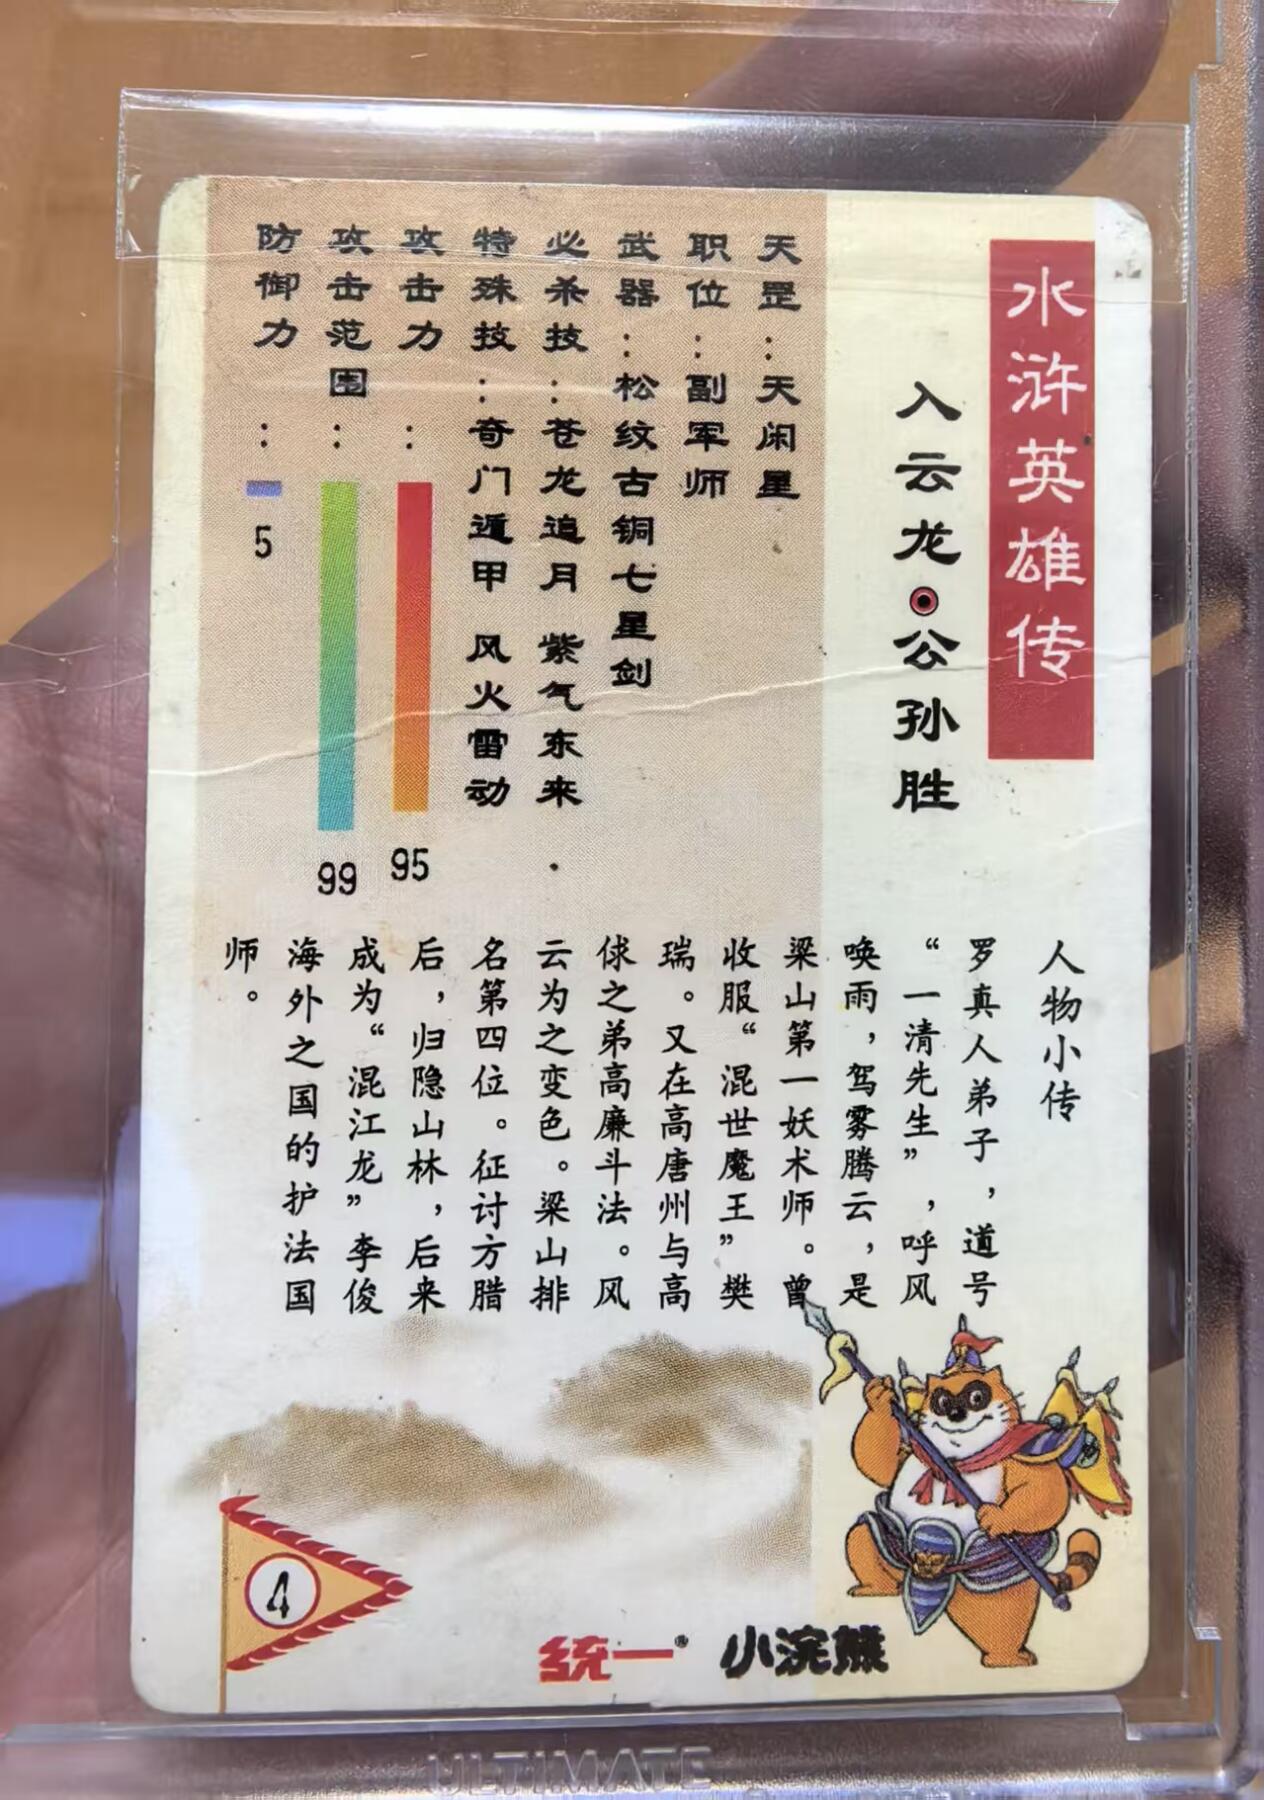 水浒英雄传
入云龙·公孙胜
天罡:天闲星
职位:副军师
武器:松纹古铜七星剑
必杀技:苍龙追月 紫气东来
特殊技:奇门遁甲 风火雷动
攻击力:95
攻击范围:99
防御力:5
人物小传
罗真人弟子,道号
“一清先生”,呼风
唤雨,驾雾腾云,是
梁山第一妖术师。曾
收服“混世魔王”樊
瑞。又在高唐州与高
俅之弟高廉斗法。风
云为之变色。梁山排
名第四位。征讨方腊
后,归隐山林,后来
成为“混江龙”李俊
海外之国的护法国
师。
4
统一® 小浣熊
ULTIMATE